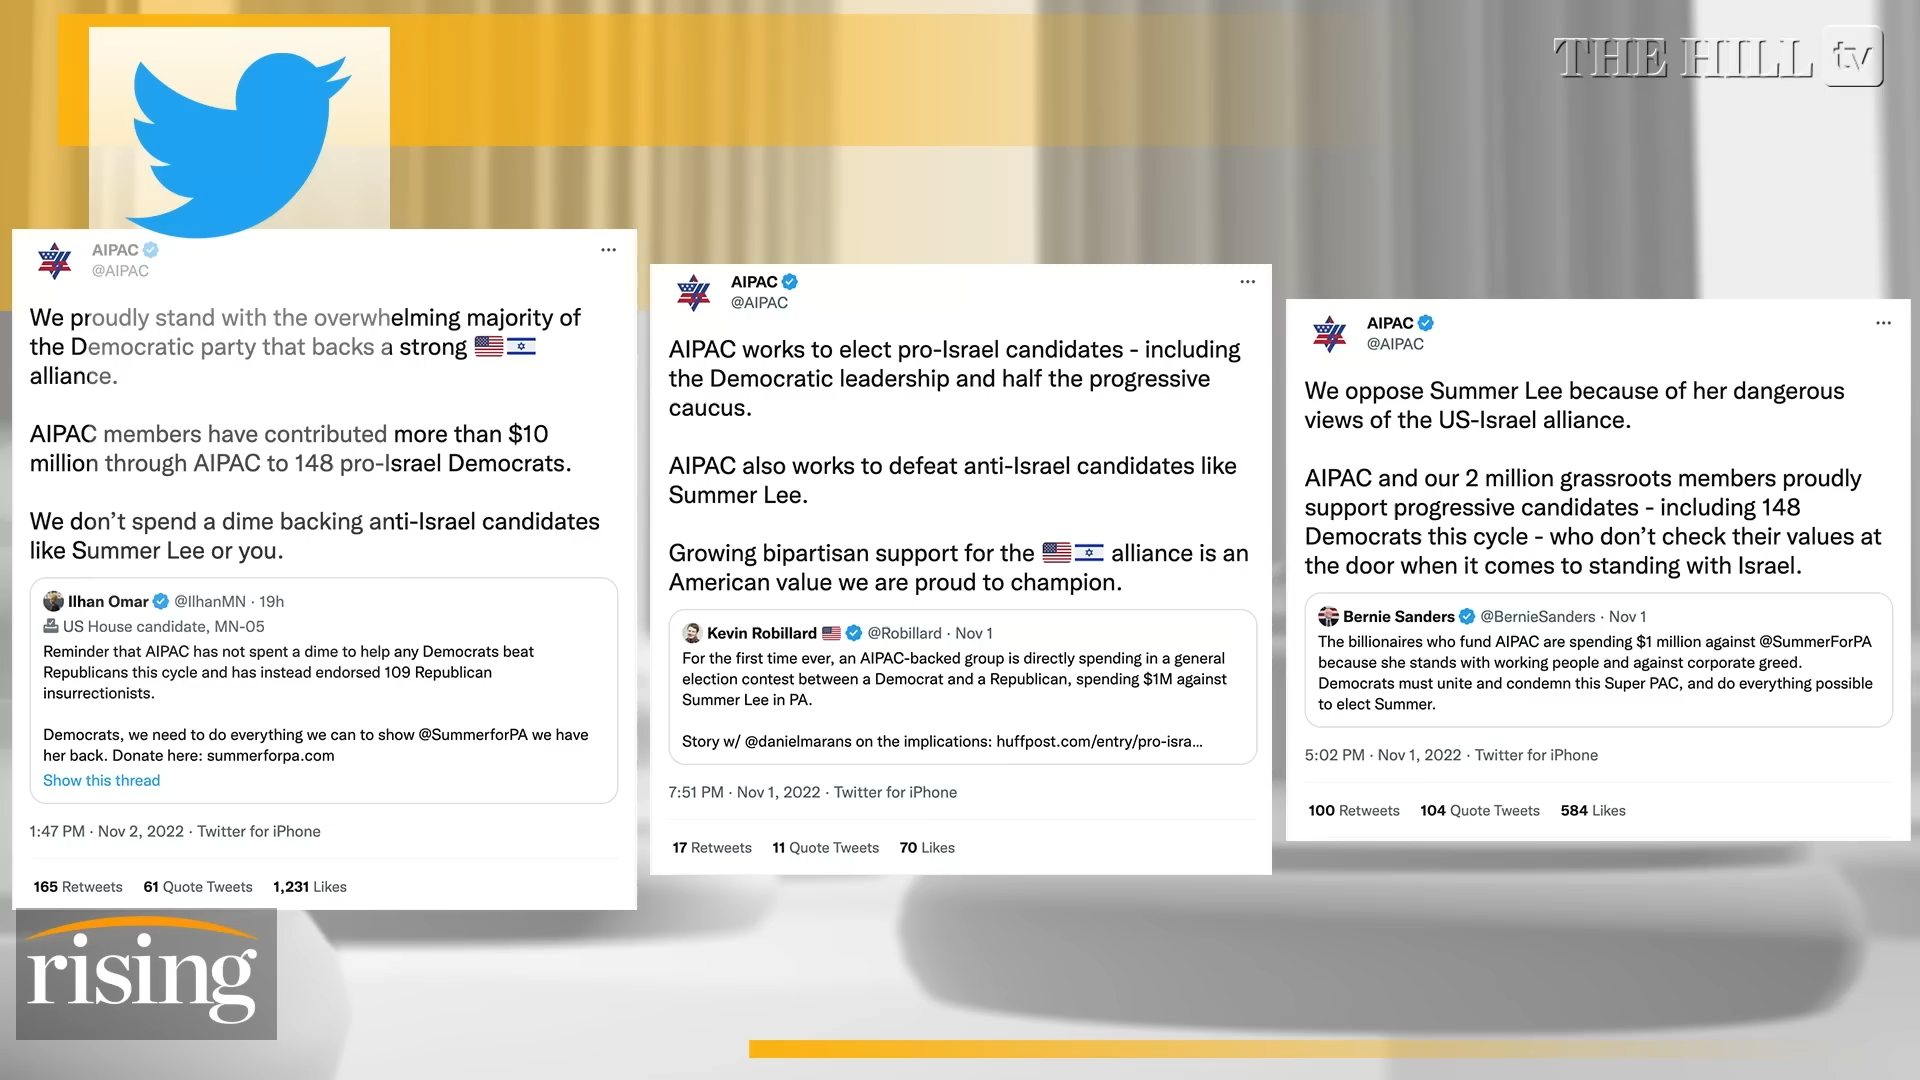 THE HILL tv
AIPAC
@AIPAC
We proudly stand with the overwhelming majority of
the Democratic party that backs a strong 🇺🇸🇮🇱
alliance.
AIPAC members have contributed more than $10
million through AIPAC to 148 pro-Israel Democrats.
We don’t spend a dime backing anti-Israel candidates
like Summer Lee or you.
Ilhan Omar @IlhanMN · 19h
US House candidate, MN-05
Reminder that AIPAC has not spent a dime to help any Democrats beat
Republicans this cycle and has instead endorsed 109 Republican
insurrectionists.
Democrats, we need to do everything we can to show @SummerforPA we have
her back. Donate here: summerforpa.com
Show this thread
1:47 PM · Nov 2, 2022 · Twitter for iPhone
165 Retweets 61 Quote Tweets 1,231 Likes
AIPAC
@AIPAC
AIPAC works to elect pro-Israel candidates - including
the Democratic leadership and half the progressive
caucus.
AIPAC also works to defeat anti-Israel candidates like
Summer Lee.
Growing bipartisan support for the 🇺🇸🇮🇱 alliance is an
American value we are proud to champion.
Kevin Robillard 🇺🇸 @Robillard · Nov 1
For the first time ever, an AIPAC-backed group is directly spending in a general
election contest between a Democrat and a Republican, spending $1M against
Summer Lee in PA.
Story w/ @danielmarans on the implications: huffpost.com/entry/pro-isra...
7:51 PM · Nov 1, 2022 · Twitter for iPhone
17 Retweets 11 Quote Tweets 70 Likes
AIPAC
@AIPAC
We oppose Summer Lee because of her dangerous
views of the US-Israel alliance.
AIPAC and our 2 million grassroots members proudly
support progressive candidates - including 148
Democrats this cycle - who don’t check their values at
the door when it comes to standing with Israel.
Bernie Sanders @BernieSanders · Nov 1
The billionaires who fund AIPAC are spending $1 million against @SummerForPA
because she stands with working people and against corporate greed.
Democrats must unite and condemn this Super PAC, and do everything possible
to elect Summer.
5:02 PM · Nov 1, 2022 · Twitter for iPhone
100 Retweets 104 Quote Tweets 584 Likes
rising